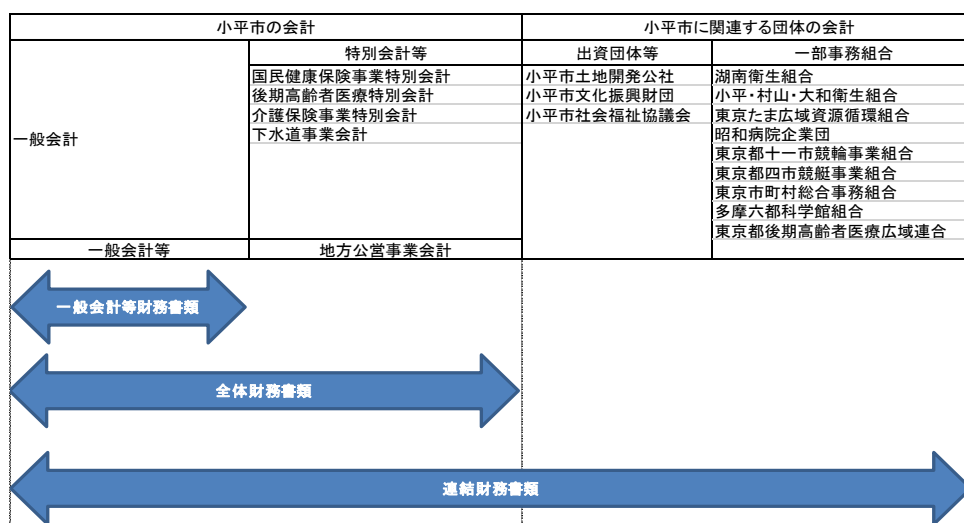 小平市の会計 小平市に関連する団体の会計
特別会計等 出資団体等 一部事務組合
一般会計
国民健康保険事業特別会計 小平市土地開発公社 湖南衛生組合
後期高齢者医療特別会計 小平市文化振興財団 小平・村山・大和衛生組合
介護保険事業特別会計 小平市社会福祉協議会 東京たま広域資源循環組合
下水道事業会計 昭和病院企業団
東京都十一市競輪事業組合
東京都四市競艇事業組合
東京市町村総合事務組合
多摩六都科学館組合
東京都後期高齢者医療広域連合
一般会計等 地方公営事業会計
一般会計等財務書類
全体財務書類
連結財務書類